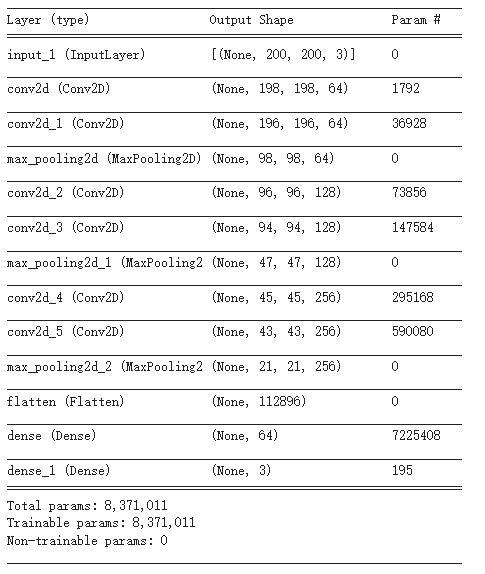 Layer (type) Output Shape Param #
input_1 (InputLayer) [(None, 200, 200, 3)] 0
conv2d (Conv2D) (None, 198, 198, 64) 1792
conv2d_1 (Conv2D) (None, 196, 196, 64) 36928
max_pooling2d (MaxPooling2D) (None, 98, 98, 64) 0
conv2d_2 (Conv2D) (None, 96, 96, 128) 73856
conv2d_3 (Conv2D) (None, 94, 94, 128) 147584
max_pooling2d_1 (MaxPooling2 (None, 47, 47, 128) 0
conv2d_4 (Conv2D) (None, 45, 45, 256) 295168
conv2d_5 (Conv2D) (None, 43, 43, 256) 590080
max_pooling2d_2 (MaxPooling2 (None, 21, 21, 256) 0
flatten (Flatten) (None, 112896) 0
dense (Dense) (None, 64) 7225408
dense_1 (Dense) (None, 3) 195
Total params: 8,371,011
Trainable params: 8,371,011
Non-trainable params: 0